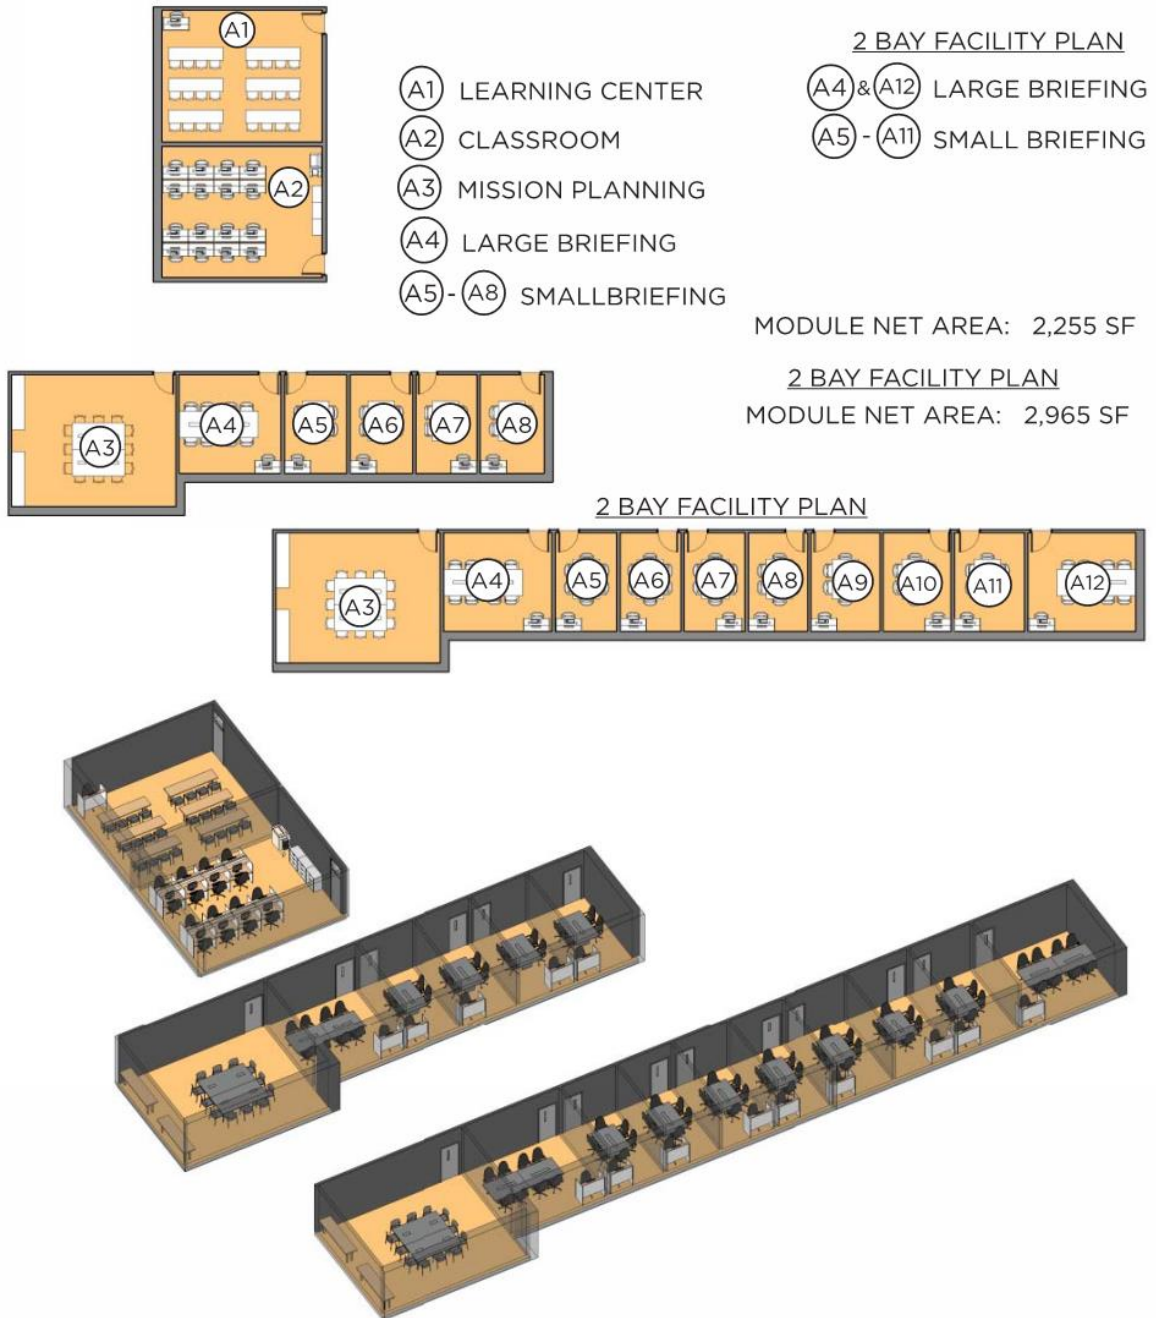 A1
A2
A1 LEARNING CENTER
A2 CLASSROOM
A3 MISSION PLANNING
A4 LARGE BRIEFING
A5 - A8 SMALLBRIEFING
2 BAY FACILITY PLAN
A4 & A12 LARGE BRIEFING
A5 - A11 SMALL BRIEFING
MODULE NET AREA: 2,255 SF
2 BAY FACILITY PLAN
MODULE NET AREA: 2,965 SF
A3 A4 A5 A6 A7 A8
2 BAY FACILITY PLAN
A3 A4 A5 A6 A7 A8 A9 A10 A11 A12